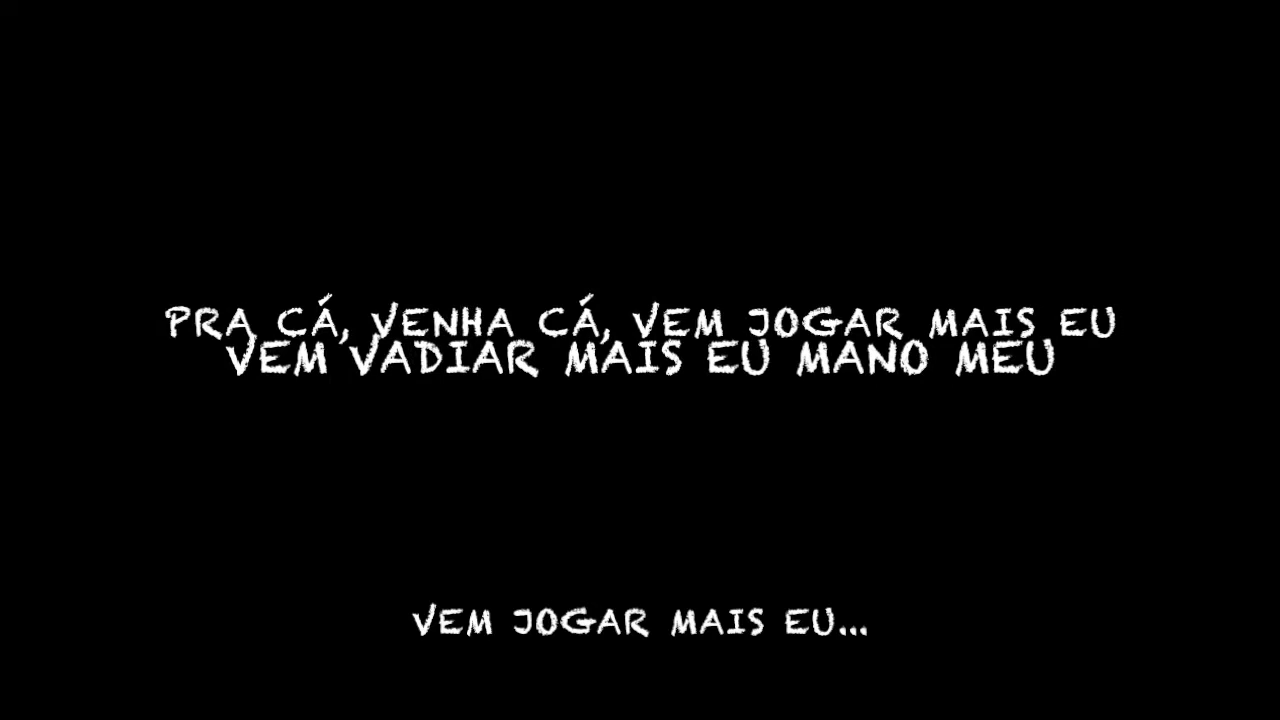 PRA CÁ, VENHA CÁ, VEM JOGAR MAIS EU
VEM VADIAR MAIS EU MANO MEU
VEM JOGAR MAIS EU...